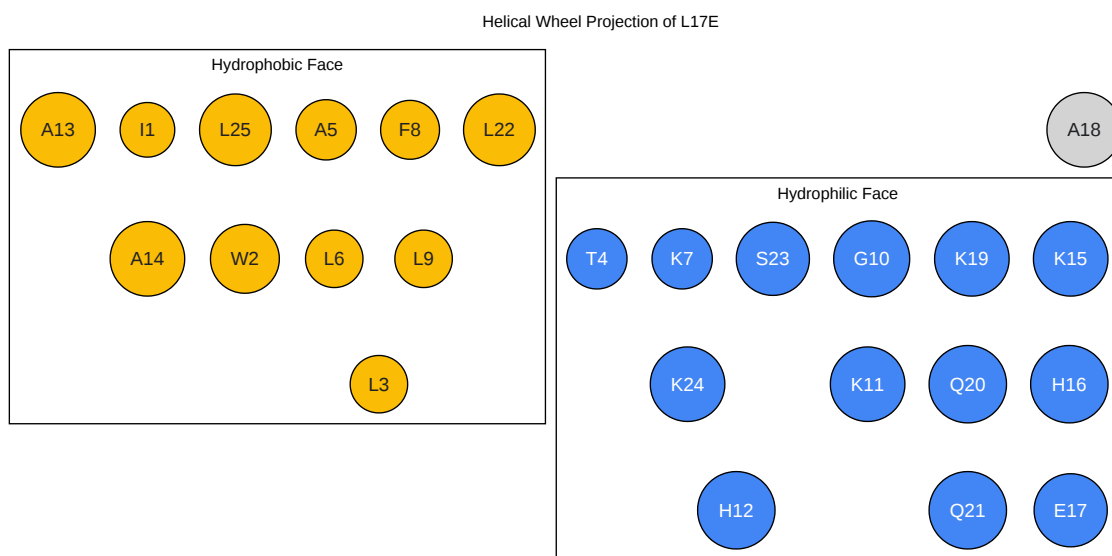 Helical Wheel Projection of L17E
Hydrophobic Face
A13 I1 L25 A5 F8 L22
A14 W2 L6 L9
L3
A18
Hydrophilic Face
T4 K7 S23 G10 K19 K15
K24 K11 Q20 H16
H12 Q21 E17